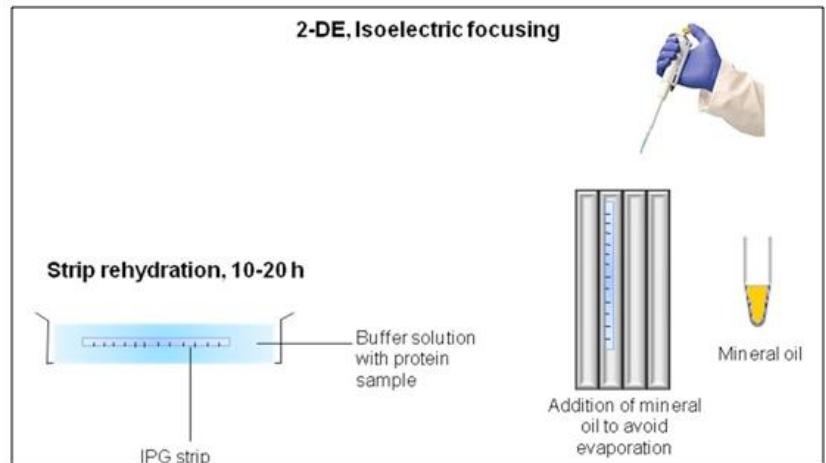 2-DE, Isoelectric focusing
Strip rehydration, 10-20 h
Buffer solution
with protein
sample
IPG strip
Mineral oil
Addition of mineral
oil to avoid
evaporation